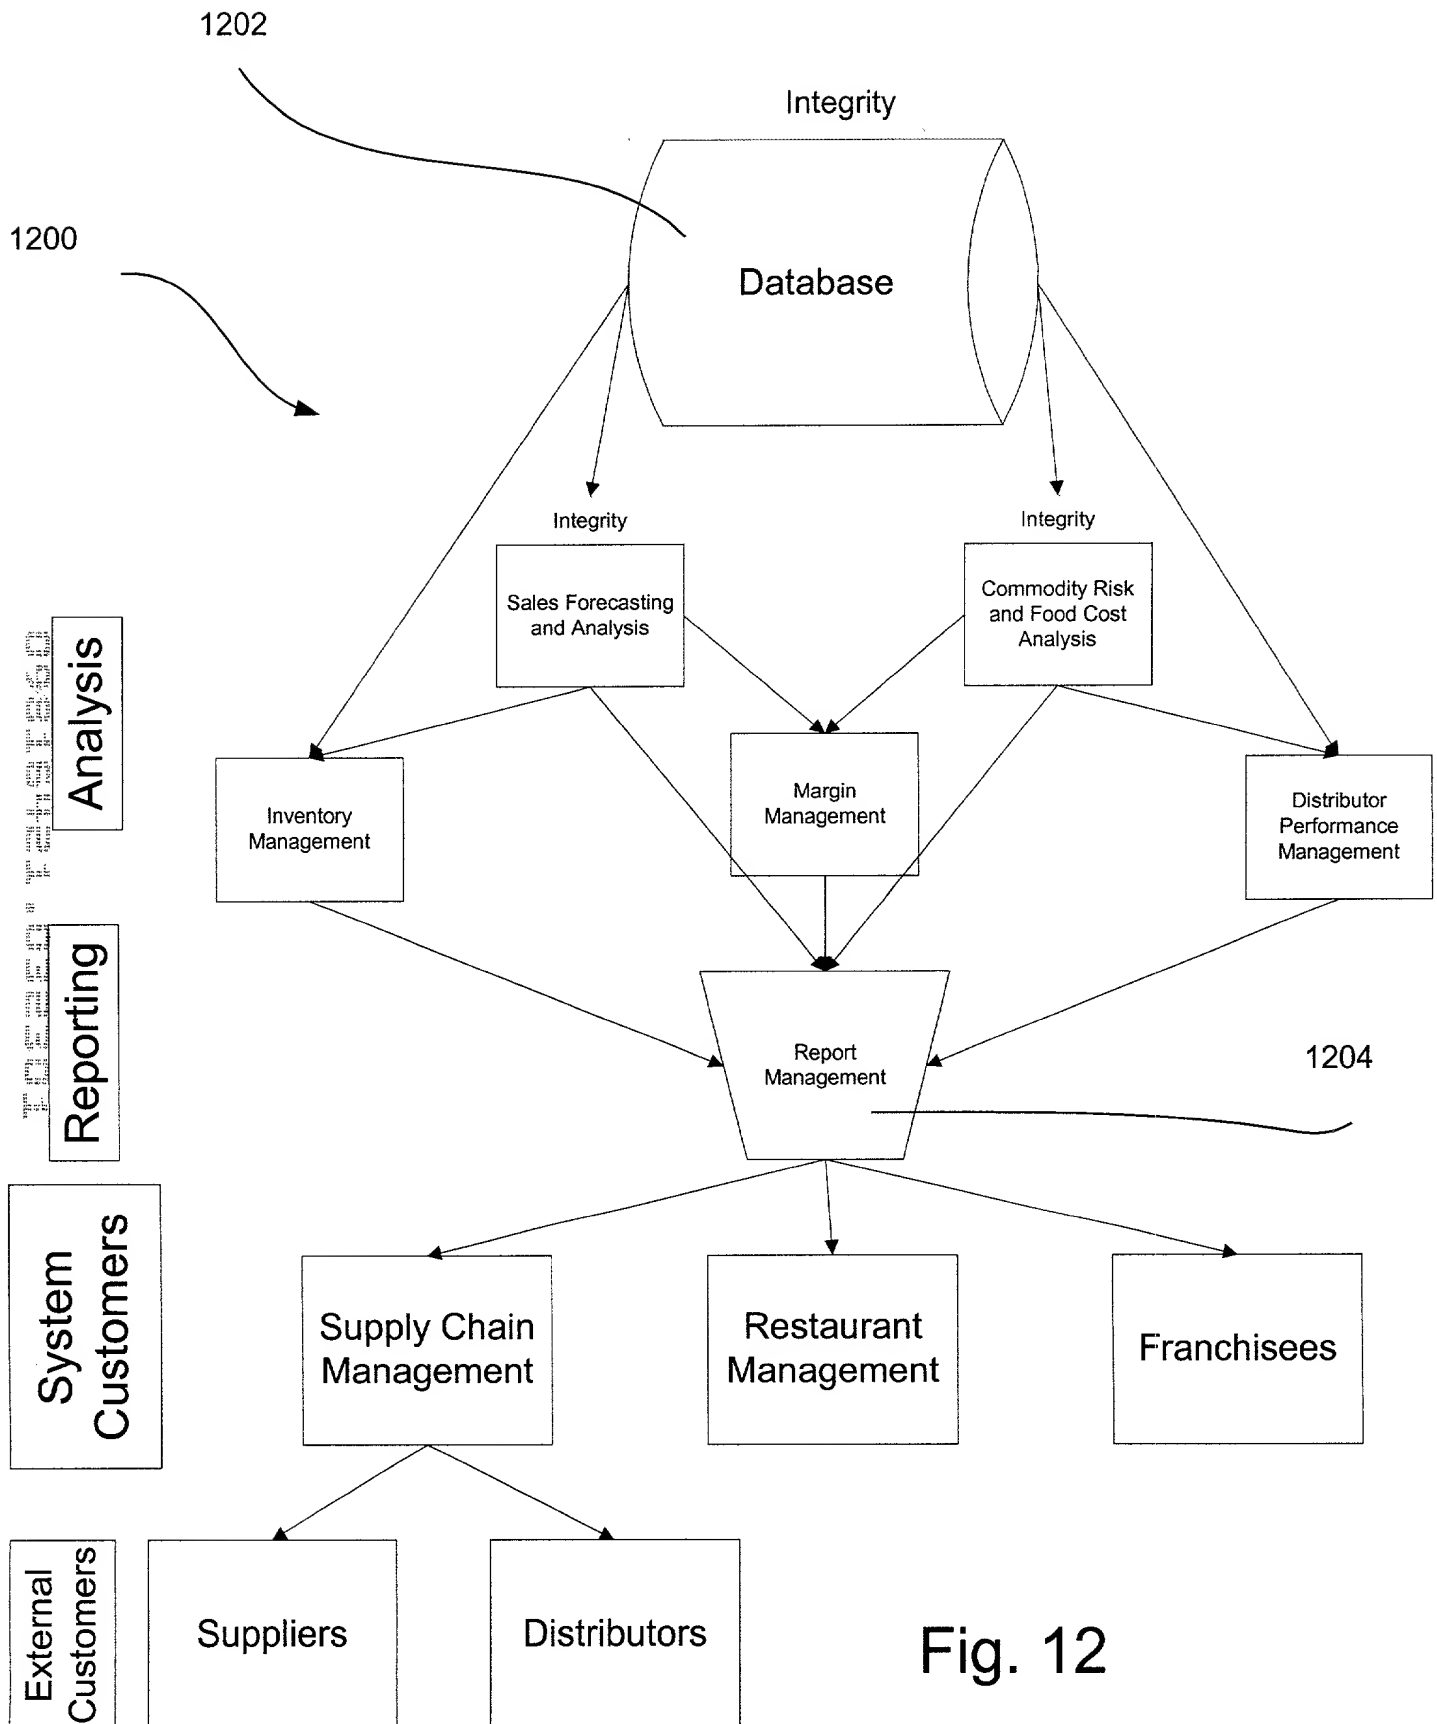 1202
Integrity
1200
Database
Integrity
Integrity
Sales Forecasting
and Analysis
Commodity Risk
and Food Cost
Analysis
Analysis
Inventory
Management
Margin
Management
Distributor
Performance
Management
Reporting
Report
Management
1204
System
Customers
Supply Chain
Management
Restaurant
Management
Franchisees
External
Customers
Suppliers
Distributors
Fig. 12